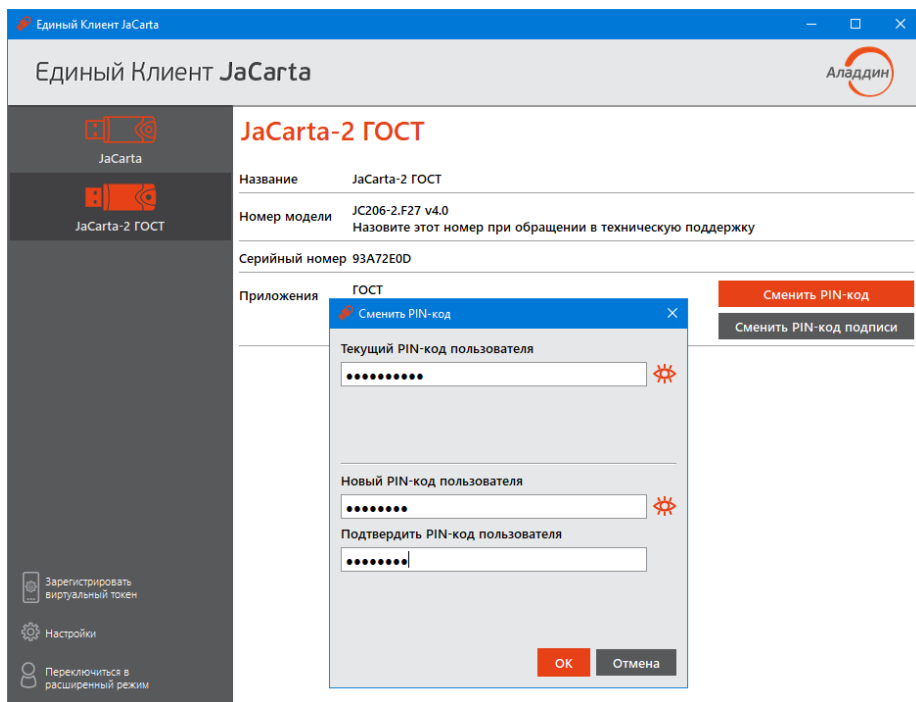 Единый Клиент JaCarta
Единый Клиент JaCarta
Аладдин
JaCarta
JaCarta-2 ГОСТ
JaCarta-2 ГОСТ
Название JaCarta-2 ГОСТ
Номер модели JC206-2.F27 v4.0
Назовите этот номер при обращении в техническую поддержку
Серийный номер 93A72E0D
Приложения ГОСТ
Сменить PIN-код
Сменить PIN-код подписи
Сменить PIN-код
Текущий PIN-код пользователя
••••••••••
Новый PIN-код пользователя
••••••••
Подтвердить PIN-код пользователя
••••••••
ОК Отмена
Зарегистрировать
виртуальный токен
Настройки
Переключиться в
расширенный режим